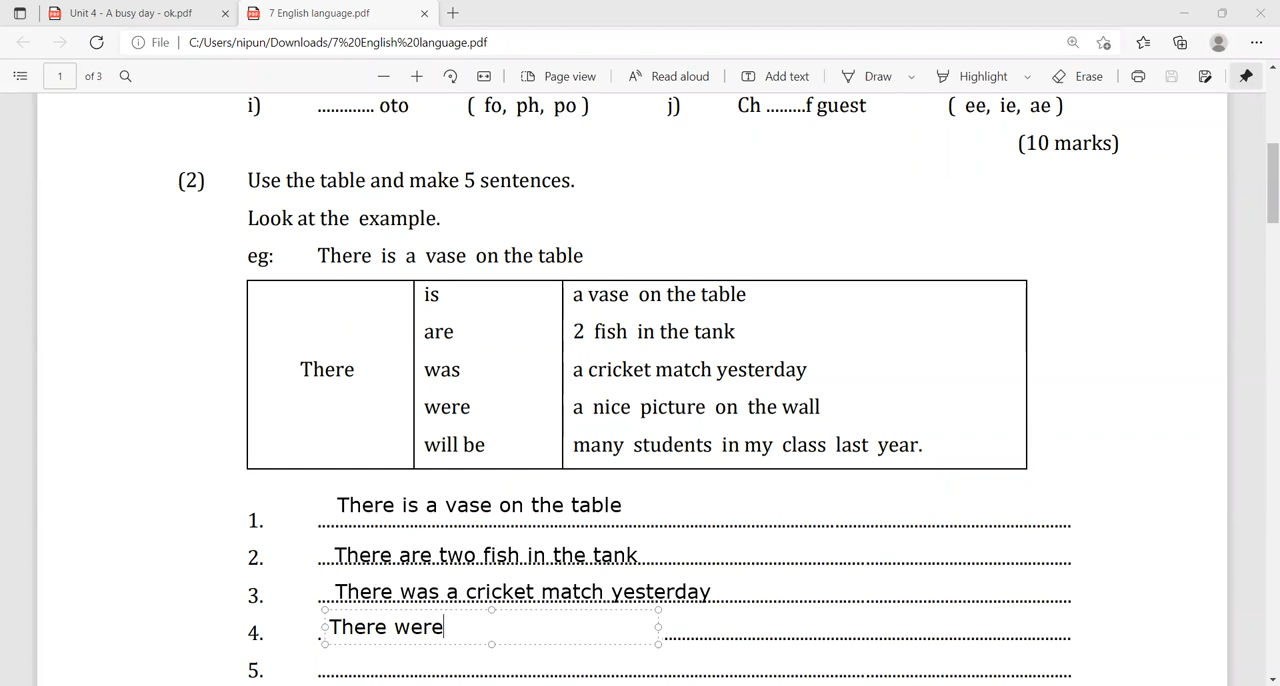 Unit 4 - A busy day - ok.pdf
7 English language.pdf
File | C:/Users/nipun/Downloads/7%20English%20language.pdf
1 of 3 Page view Read aloud Add text Draw Highlight Erase
i) ............. oto ( fo, ph, po ) j) Ch .........f guest ( ee, ie, ae )
(10 marks)
(2) Use the table and make 5 sentences.
Look at the example.
eg: There is a vase on the table
is a vase on the table
are 2 fish in the tank
There was a cricket match yesterday
were a nice picture on the wall
will be many students in my class last year.
1. There is a vase on the table
2. There are two fish in the tank
3. There was a cricket match yesterday
4. There were
5.